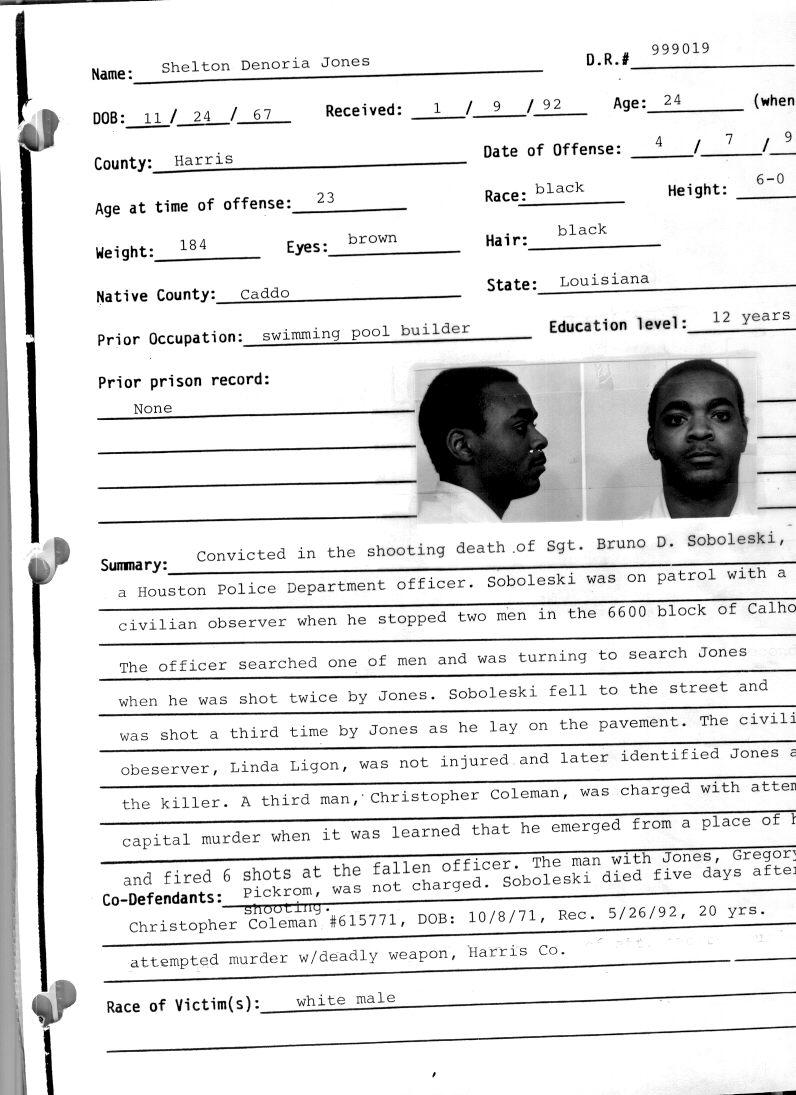 Name: Shelton Denoria Jones D.R.# 999019
DOB: 11 / 24 / 67 Received: 1 / 9 / 92 Age: 24 (when
County: Harris Date of Offense: 4 / 7 / 9
Age at time of offense: 23 Race: black Height: 6-0
Weight: 184 Eyes: brown Hair: black
Native County: Caddo State: Louisiana
Prior Occupation: swimming pool builder Education level: 12 years
Prior prison record:
None
Summary: Convicted in the shooting death of Sgt. Bruno D. Soboleski,
a Houston Police Department officer. Soboleski was on patrol with a
civilian observer when he stopped two men in the 6600 block of Calho
The officer searched one of men and was turning to search Jones
when he was shot twice by Jones. Soboleski fell to the street and
was shot a third time by Jones as he lay on the pavement. The civili
obeserver, Linda Ligon, was not injured and later identified Jones a
the killer. A third man, Christopher Coleman, was charged with attem
capital murder when it was learned that he emerged from a place of h
and fired 6 shots at the fallen officer. The man with Jones, Gregory
Co-Defendants: Pickrom, was not charged. Soboleski died five days after
shooting.
Christopher Coleman #615771, DOB: 10/8/71, Rec. 5/26/92, 20 yrs.
attempted murder w/deadly weapon, Harris Co.
Race of Victim(s): white male